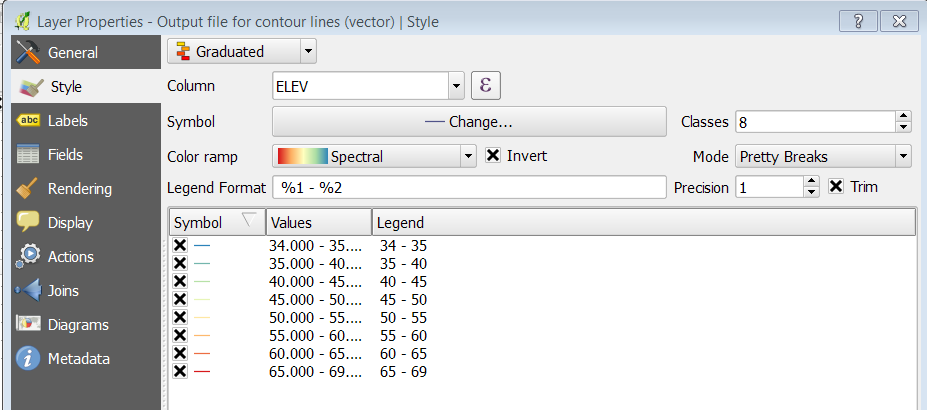 Layer Properties - Output file for contour lines (vector) | Style
?
General
Style
abc Labels
Fields
Rendering
Display
Actions
Joins
Diagrams
Metadata
Graduated
Column ELEV ε
Symbol Change... Classes 8
Color ramp Spectral Invert Mode Pretty Breaks
Legend Format %1 - %2 Precision 1 Trim
Symbol Values Legend
34.000 - 35.... 34 - 35
35.000 - 40.... 35 - 40
40.000 - 45.... 40 - 45
45.000 - 50.... 45 - 50
50.000 - 55.... 50 - 55
55.000 - 60.... 55 - 60
60.000 - 65.... 60 - 65
65.000 - 69.... 65 - 69